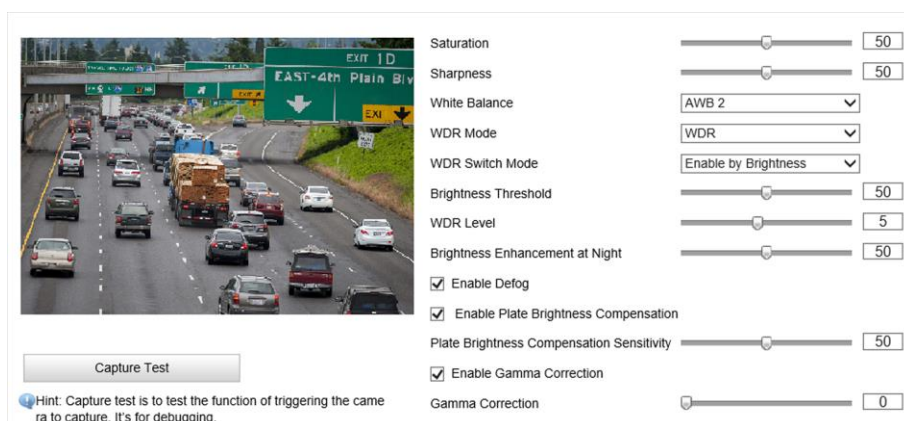 EXIT 1D
EAST-4th Plain Blv
EXI
Saturation 50
Sharpness 50
White Balance AWB 2
WDR Mode WDR
WDR Switch Mode Enable by Brightness
Brightness Threshold 50
WDR Level 5
Brightness Enhancement at Night 50
Enable Defog
Enable Plate Brightness Compensation
Plate Brightness Compensation Sensitivity 50
Enable Gamma Correction
Gamma Correction 0
Capture Test
Hint: Capture test is to test the function of triggering the came
ra to capture. It's for debugging.